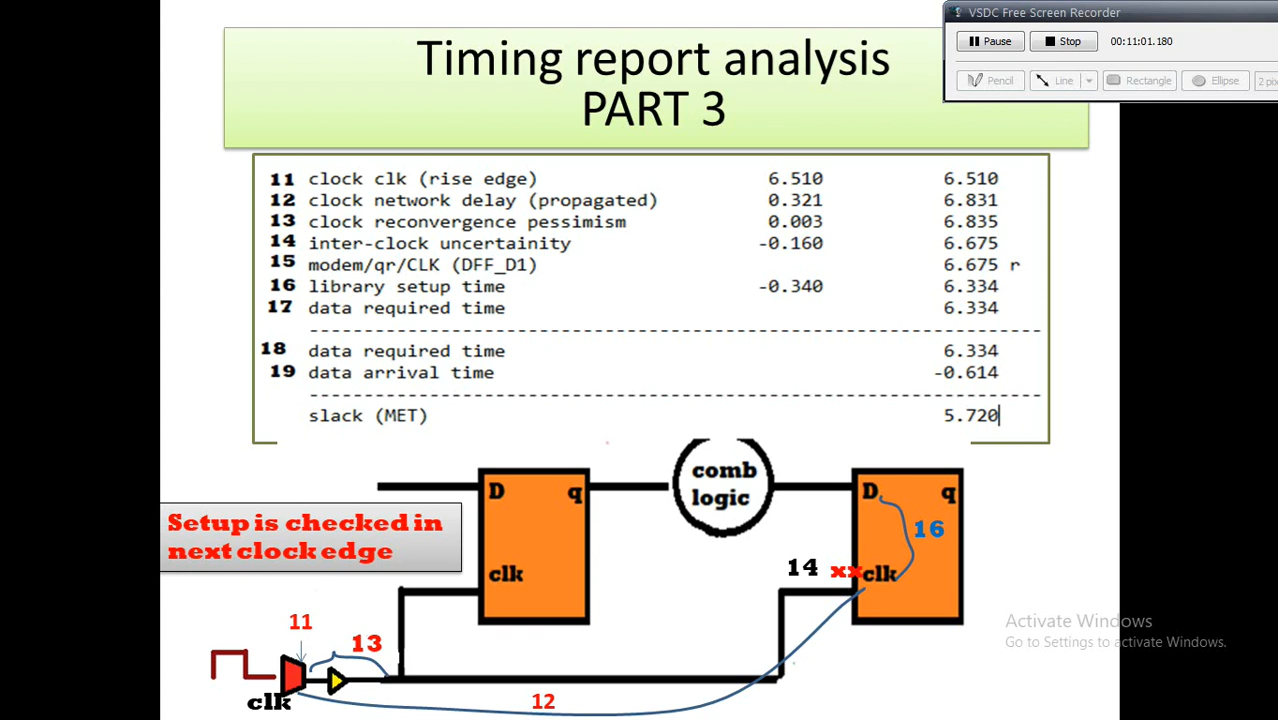 VSDC Free Screen Recorder
Pause Stop 00:11:01.180
Pencil Line Rectangle Ellipse 2 pix
Timing report analysis
PART 3
11 clock clk (rise edge) 6.510 6.510
12 clock network delay (propagated) 0.321 6.831
13 clock reconvergence pessimism 0.003 6.835
14 inter-clock uncertainity -0.160 6.675
15 modem/qr/CLK (DFF_D1) 6.675 r
16 library setup time -0.340 6.334
17 data required time 6.334
18 data required time 6.334
19 data arrival time -0.614
slack (MET) 5.720
comb
logic
D q
D q
16
Setup is checked in
next clock edge
clk
14 xx clk
11
13
clk
12
Activate Windows
Go to Settings to activate Windows.